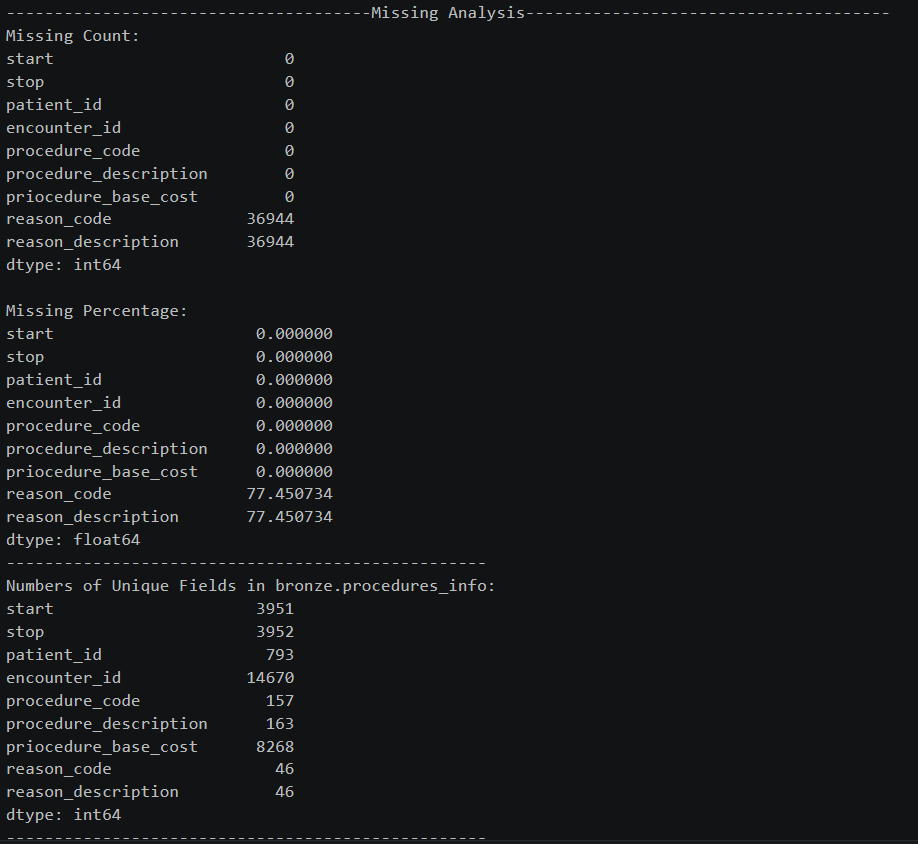 --------------------------------------Missing Analysis--------------------------------------
Missing Count:
start                        0
stop                         0
patient_id                   0
encounter_id                 0
procedure_code               0
procedure_description        0
priocedure_base_cost         0
reason_code              36944
reason_description       36944
dtype: int64

Missing Percentage:
start                     0.000000
stop                      0.000000
patient_id                0.000000
encounter_id              0.000000
procedure_code            0.000000
procedure_description     0.000000
priocedure_base_cost      0.000000
reason_code              77.450734
reason_description       77.450734
dtype: float64
--------------------------------------------------
Numbers of Unique Fields in bronze.procedures_info:
start                     3951
stop                      3952
patient_id                 793
encounter_id             14670
procedure_code             157
procedure_description      163
priocedure_base_cost      8268
reason_code                 46
reason_description          46
dtype: int64
--------------------------------------------------